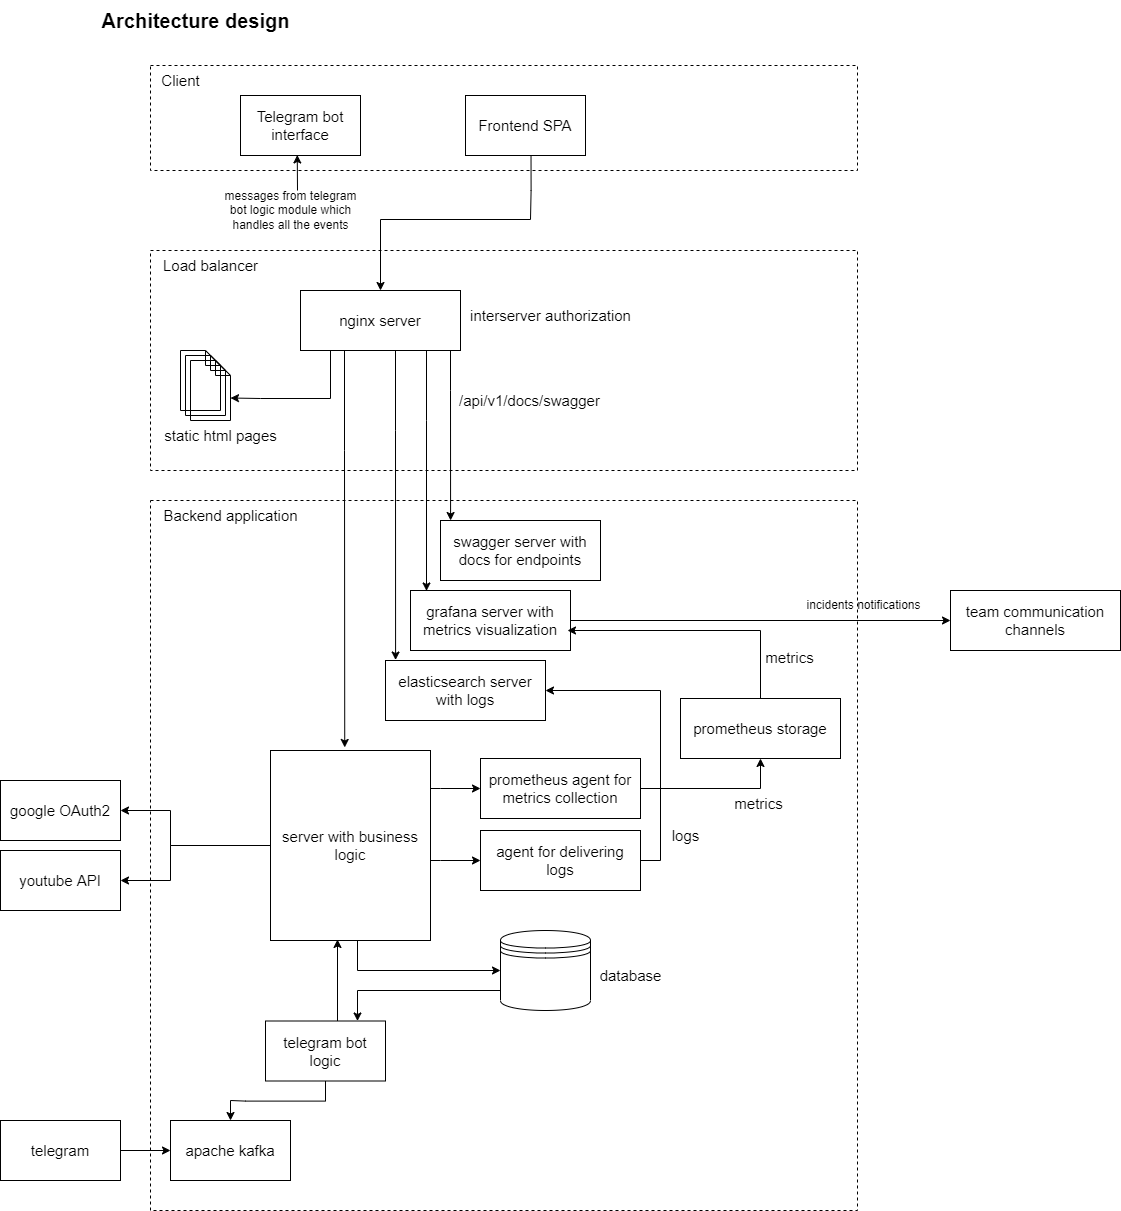 Architecture design
Client
Telegram bot
interface
Frontend SPA
messages from telegram
bot logic module which
handles all the events
Load balancer
nginx server
interserver authorization
/api/v1/docs/swagger
static html pages
Backend application
swagger server with
docs for endpoints
grafana server with
metrics visualization
incidents notifications
team communication
channels
metrics
elasticsearch server
with logs
prometheus storage
prometheus agent for
metrics collection
metrics
google OAuth2
server with business
logic
logs
agent for delivering
logs
youtube API
database
telegram bot
logic
telegram
apache kafka